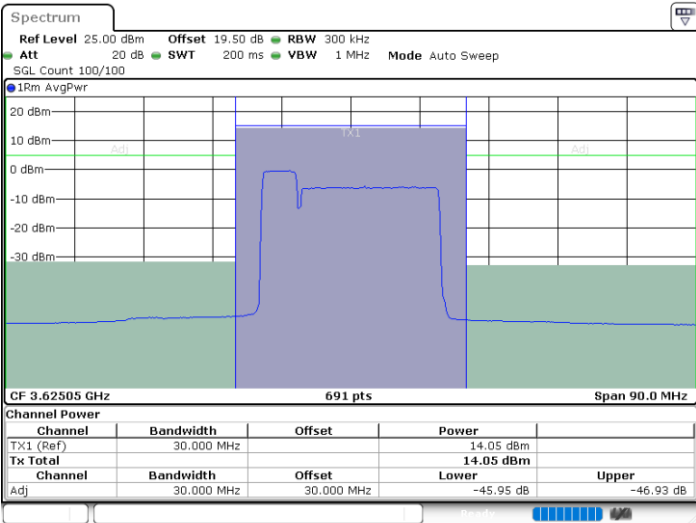 Spectrum
Ref Level 25.00 dBm Offset 19.50 dB RBW 300 kHz
Att 20 dB SWT 200 ms VBW 1 MHz Mode Auto Sweep
SGL Count 100/100
1Rm AvgPwr
20 dBm
TX1
10 dBm
Adj Adj
0 dBm
-10 dBm
-20 dBm
-30 dBm
CF 3.62505 GHz 691 pts Span 90.0 MHz
Channel Power
Channel Bandwidth Offset Power
TX1 (Ref) 30.000 MHz 14.05 dBm
Tx Total 14.05 dBm
Channel Bandwidth Offset Lower Upper
Adj 30.000 MHz 30.000 MHz -45.95 dB -46.93 dB
Ready